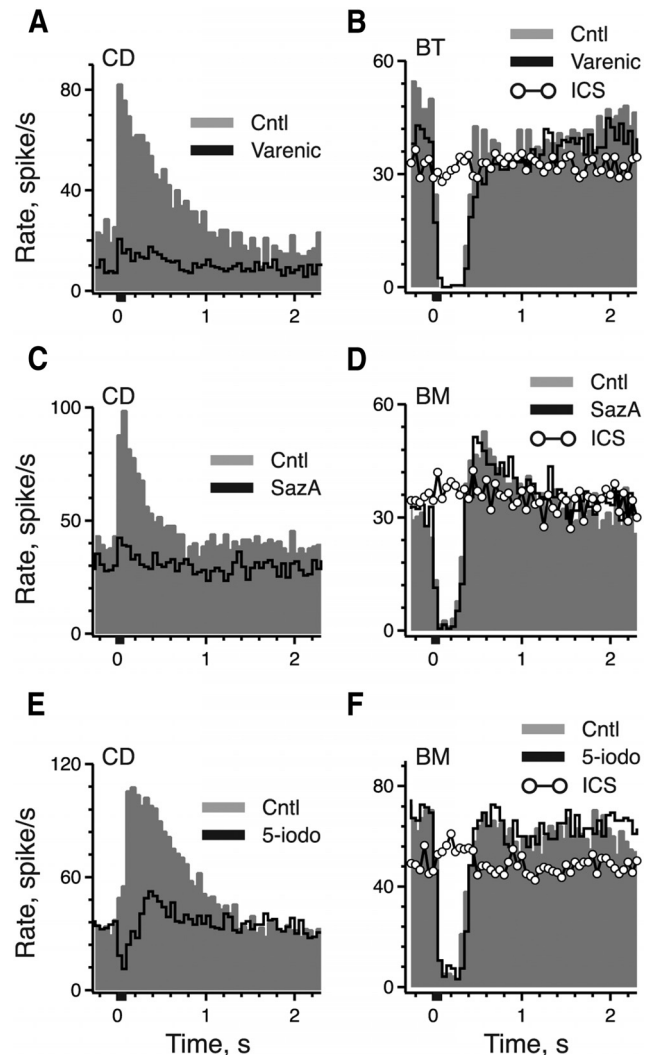 A
CD
80
40
0
0
1
2
Rate, spike/s
Cntl
Varenic
B
BT
60
30
0
0
1
2
Cntl
Varenic
ICS
C
CD
100
50
0
0
1
2
Rate, spike/s
Cntl
SazA
D
BM
60
30
0
0
1
2
Cntl
SazA
ICS
E
CD
120
60
0
0
1
2
Rate, spike/s
Time, s
Cntl
5-iodo
F
BM
80
40
0
0
1
2
Time, s
Cntl
5-iodo
ICS